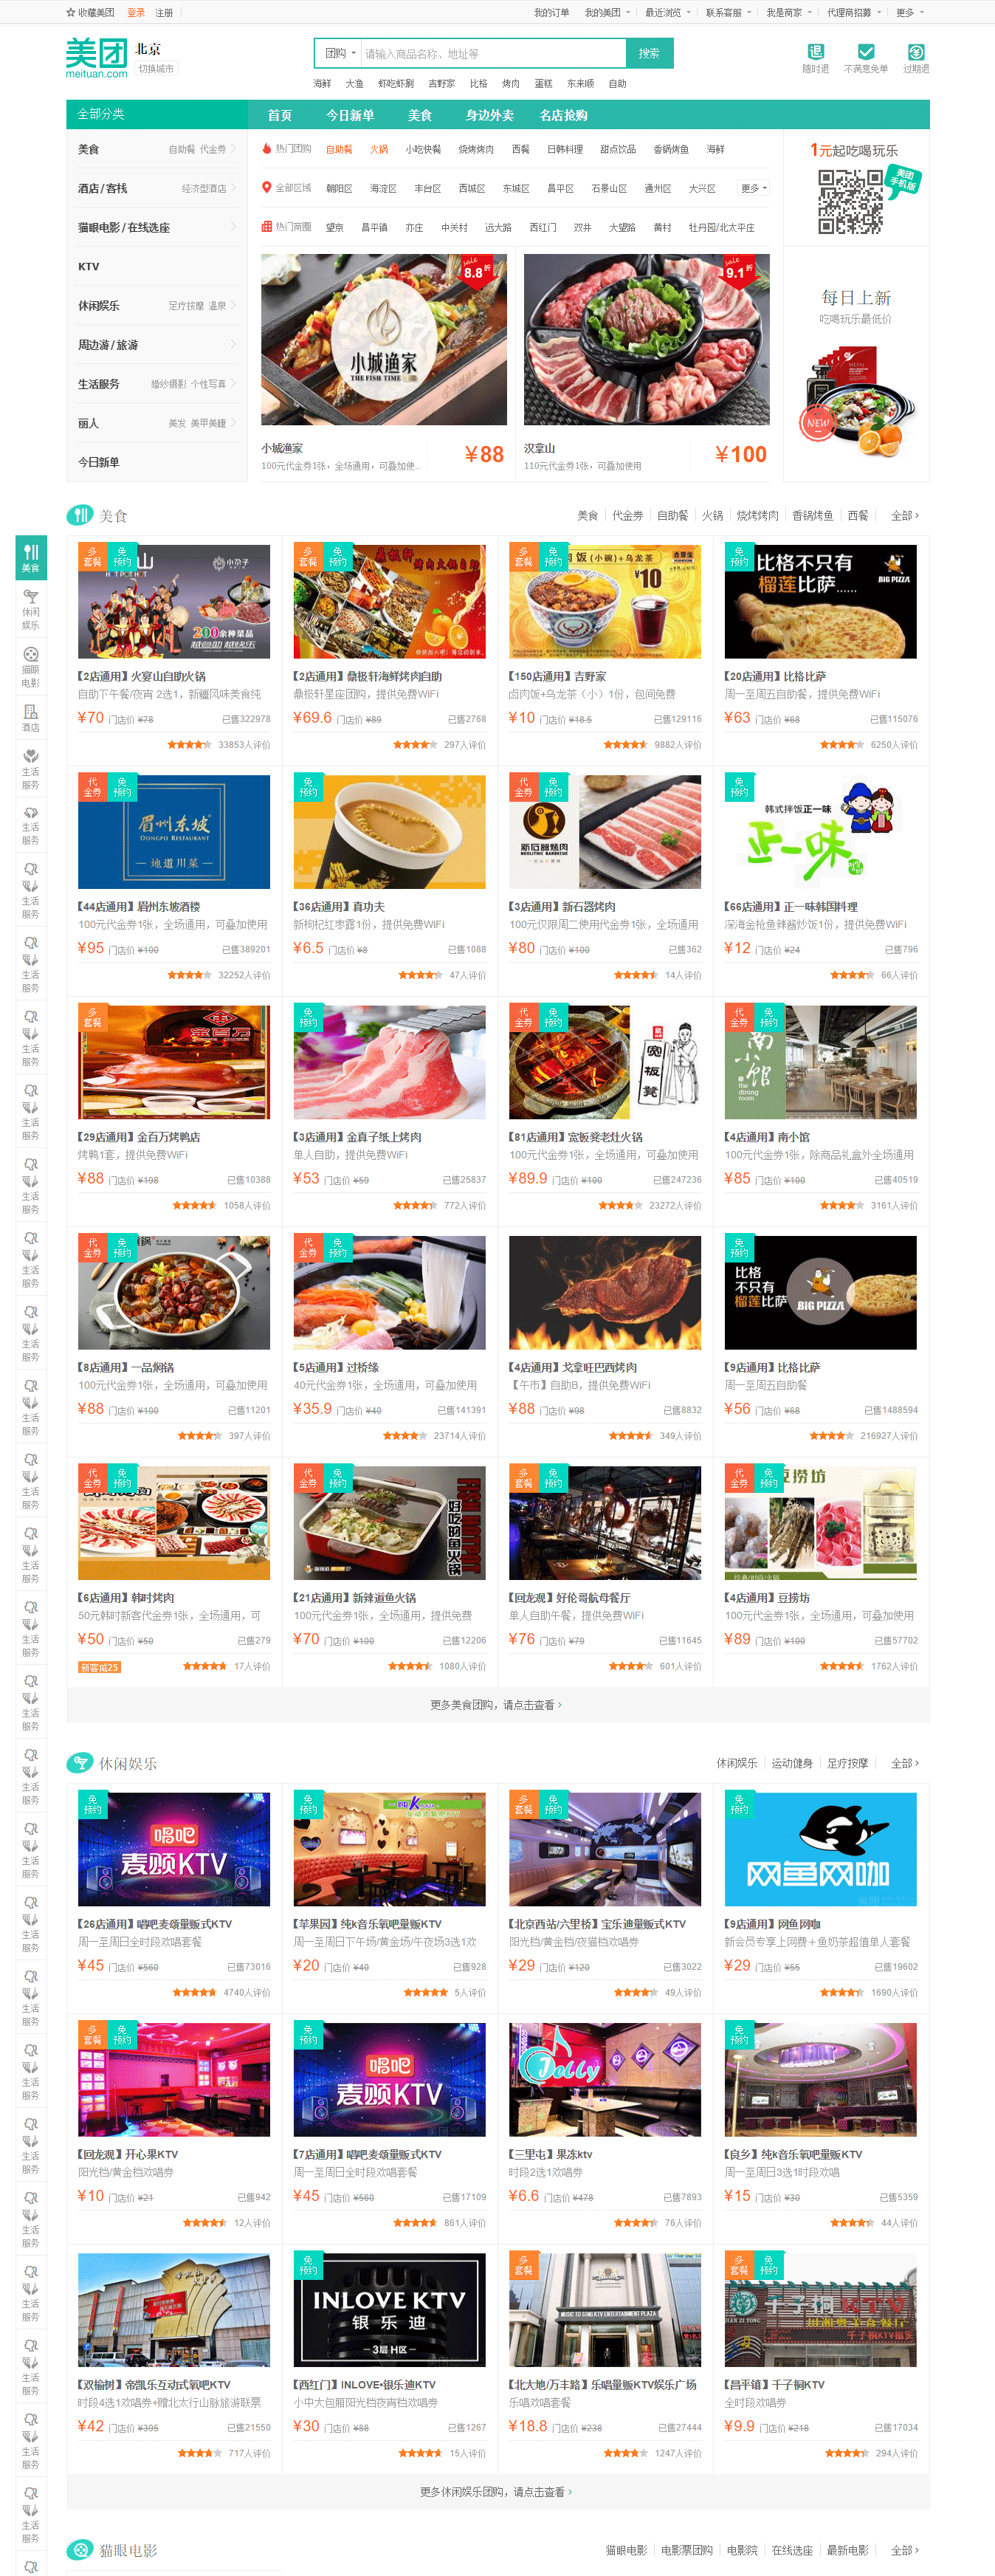 收藏美团 登录 注册 我的订单 我的美团 最近浏览 联系客服 我是商家 代理商招募 更多
美团 meituan.com 北京 切换城市
团购 请输入商品名称、地址等 搜索
随时退 不满意免单 过期退
海鲜 大渔 虾吃虾涮 吉野家 比格 烤肉 蛋糕 东来顺 自助
全部分类 首页 今日新单 美食 身边外卖 名店抢购
美食 自助餐 代金券
酒店 / 客栈 经济型酒店
猫眼电影 / 在线选座
KTV
休闲娱乐 足疗按摩 温泉
周边游 / 旅游
生活服务 婚纱摄影 个性写真
丽人 美发 美甲美睫
今日新单
热门团购 自助餐 火锅 小吃快餐 烧烤烤肉 西餐 日韩料理 甜点饮品 香锅烤鱼 海鲜
全部区域 朝阳区 海淀区 丰台区 西城区 东城区 昌平区 石景山区 通州区 大兴区 更多
热门商圈 望京 昌平镇 亦庄 中关村 远大路 西红门 双井 大望路 黄村 牡丹园/北太平庄
sale 8.8折
小城渔家
THE FISH TIME
小城渔家 ¥88
100元代金券1张，全场通用，可叠加使...
sale 9.1折
汉拿山 ¥100
110元代金券1张，可叠加使用
1元起吃喝玩乐
美团手机版
每日上新
吃喝玩乐最低价
NEW
美食 美食 代金券 自助餐 火锅 烧烤烤肉 香锅烤鱼 西餐 全部
【2店通用】火宴山自助火锅
自助下午餐/夜宵 2选1，新疆风味美食纯
¥70 门店价 ¥78 已售322978
33853人评价
【2店通用】鼎极轩海鲜烤肉自助
鼎极轩星座团购，提供免费WiFi
¥69.6 门店价 ¥89 已售2768
297人评价
【150店通用】吉野家
卤肉饭+乌龙茶（小）1份，包间免费
¥10 门店价 ¥18.5 已售129116
9882人评价
【20店通用】比格比萨
周一至周五自助餐，提供免费WiFi
¥63 门店价 ¥68 已售115076
6250人评价
【44店通用】眉州东坡酒楼
100元代金券1张，全场通用，可叠加使用
¥95 门店价 ¥100 已售389201
32252人评价
【36店通用】真功夫
新枸杞红枣露1份，提供免费WiFi
¥6.5 门店价 ¥8 已售1088
47人评价
【3店通用】新石器烤肉
100元仅限周二使用代金券1张，全场通用
¥80 门店价 ¥100 已售362
14人评价
【66店通用】正一味韩国料理
深海金枪鱼辣酱炒饭1份，提供免费WiFi
¥12 门店价 ¥24 已售796
66人评价
【29店通用】金百万烤鸭店
烤鸭1套，提供免费WiFi
¥88 门店价 ¥198 已售10388
1058人评价
【3店通用】金真子纸上烤肉
单人自助，提供免费WiFi
¥53 门店价 ¥59 已售25837
772人评价
【81店通用】宽板凳老灶火锅
100元代金券1张，全场通用，可叠加使用
¥89.9 门店价 ¥100 已售247236
23272人评价
【4店通用】南小馆
100元代金券1张，除商品礼盒外全场通用
¥85 门店价 ¥100 已售40519
3161人评价
【8店通用】一品焖锅
100元代金券1张，全场通用，可叠加使用
¥88 门店价 ¥100 已售11201
397人评价
【5店通用】过桥缘
40元代金券1张，全场通用，可叠加使用
¥35.9 门店价 ¥40 已售141391
23714人评价
【4店通用】戈拿旺巴西烤肉
【午市】自助B，提供免费WiFi
¥88 门店价 ¥98 已售8832
349人评价
【9店通用】比格比萨
周一至周五自助餐
¥56 门店价 ¥68 已售1488594
216927人评价
【6店通用】韩时烤肉
50元韩时新客代金券1张，全场通用，可
¥50 门店价 ¥50 已售279
新客减25 17人评价
【21店通用】新辣道鱼火锅
100元代金券1张，全场通用，提供免费
¥70 门店价 ¥100 已售12206
1080人评价
【回龙观】好伦哥航母餐厅
单人自助午餐，提供免费WiFi
¥76 门店价 ¥79 已售11645
601人评价
【4店通用】豆捞坊
100元代金券1张，全场通用，可叠加使用
¥89 门店价 ¥100 已售57702
1762人评价
更多美食团购，请点击查看
休闲娱乐 休闲娱乐 运动健身 足疗按摩 全部
【26店通用】唱吧麦颂量贩式KTV
周一至周日全时段欢唱套餐
¥45 门店价 ¥560 已售73016
4740人评价
【苹果园】纯k音乐氧吧量贩KTV
周一至周日下午场/黄金场/午夜场3选1欢
¥20 门店价 ¥40 已售928
5人评价
【北京西站/六里桥】宝乐迪量贩式KTV
阳光档/黄金档/夜猫档欢唱券
¥29 门店价 ¥120 已售3022
49人评价
【9店通用】网鱼网咖
新会员专享上网费＋鱼奶茶超值单人套餐
¥29 门店价 ¥55 已售19602
1690人评价
【回龙观】开心果KTV
阳光档/黄金档欢唱券
¥10 门店价 ¥21 已售942
12人评价
【7店通用】唱吧麦颂量贩式KTV
周一至周日全时段欢唱套餐
¥45 门店价 ¥560 已售17109
861人评价
【三里屯】果冻ktv
时段2选1欢唱券
¥6.6 门店价 ¥478 已售7893
76人评价
【良乡】纯k音乐氧吧量贩KTV
周一至周日3选1时段欢唱
¥15 门店价 ¥30 已售5359
44人评价
【双榆树】帝凯乐互动式氧吧KTV
时段4选1欢唱券+赠北太行山脉旅游联票
¥42 门店价 ¥395 已售21550
717人评价
【西红门】INLOVE•银乐迪KTV
小中大包厢阳光档夜离档欢唱券
¥30 门店价 ¥88 已售1267
15人评价
【北大地/万丰路】乐唱量贩KTV娱乐广场
乐唱欢唱套餐
¥18.8 门店价 ¥238 已售27444
1247人评价
【昌平镇】千子桐KTV
全时段欢唱券
¥9.9 门店价 ¥218 已售17034
294人评价
更多休闲娱乐团购，请点击查看
猫眼电影 猫眼电影 电影票团购 电影院 在线选座 最新电影 全部